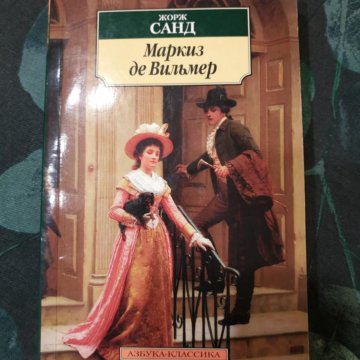 ЖОРЖ
САНД
Маркиз
де Вильмер
АЗБУКА-КЛАССИКА